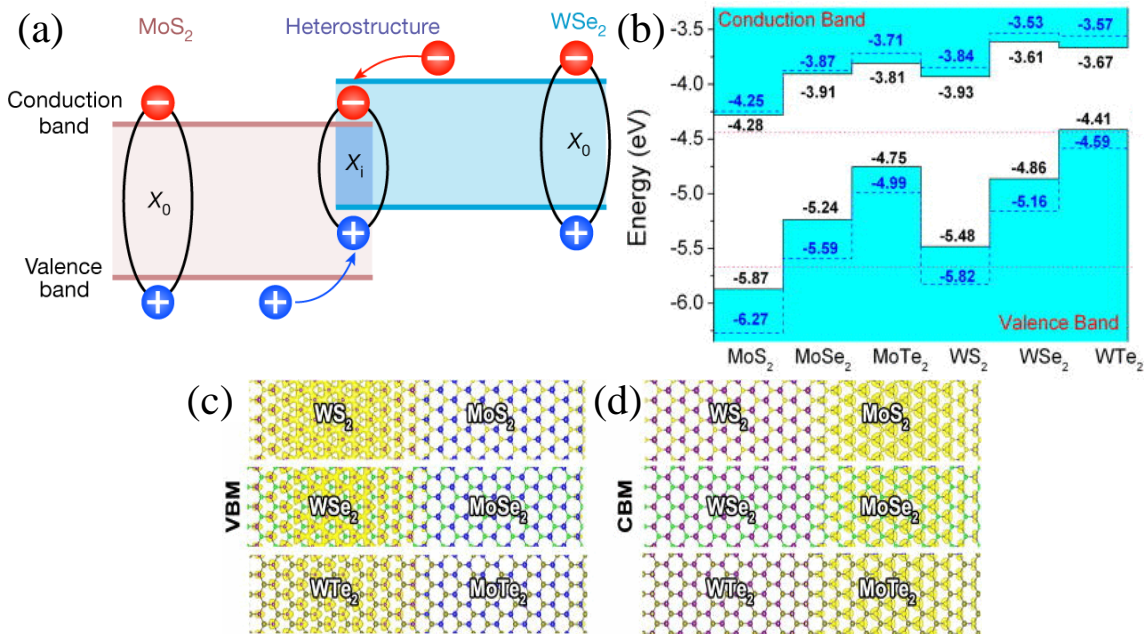 (a)
MoS2
Heterostructure
WSe2
Conduction
band
Valence
band
X0
Xi
X0
−
−
−
−
+
+
+
+
(b)
Energy (eV)
-3.5
-4.0
-4.5
-5.0
-5.5
-6.0
Conduction Band
-4.25
-4.28
-3.87
-3.91
-3.71
-3.81
-3.84
-3.93
-3.53
-3.61
-3.57
-3.67
-5.87
-6.27
-5.24
-5.59
-4.75
-4.99
-5.48
-5.82
-4.86
-5.16
-4.41
-4.59
Valence Band
MoS2 MoSe2 MoTe2 WS2 WSe2 WTe2
(c)
VBM
WS2 MoS2
WSe2 MoSe2
WTe2 MoTe2
(d)
CBM
WS2 MoS2
WSe2 MoSe2
WTe2 MoTe2